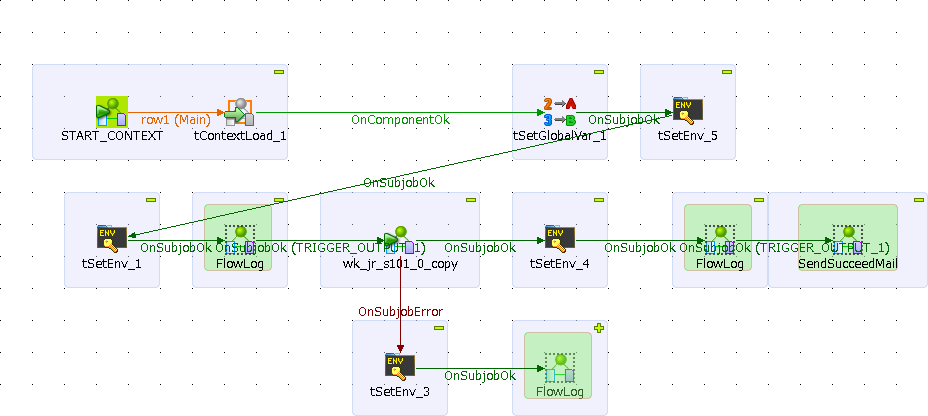 row1 (Main)
OnComponentOk
OnSubjobOk
START_CONTEXT
tContextLoad_1
tSetGlobalVar_1
tSetEnv_5
ENV
2 → A
3 → B
OnSubjobOk
ENV
OnSubjobOk
OnSubjobOk (TRIGGER_OUTPUT_1)
OnSubjobOk
ENV
OnSubjobOk
OnSubjobOk (TRIGGER_OUTPUT_1)
tSetEnv_1
FlowLog
wk_jr_s101_0_copy
tSetEnv_4
FlowLog
SendSucceedMail
OnSubjobError
ENV
OnSubjobOk
tSetEnv_3
FlowLog